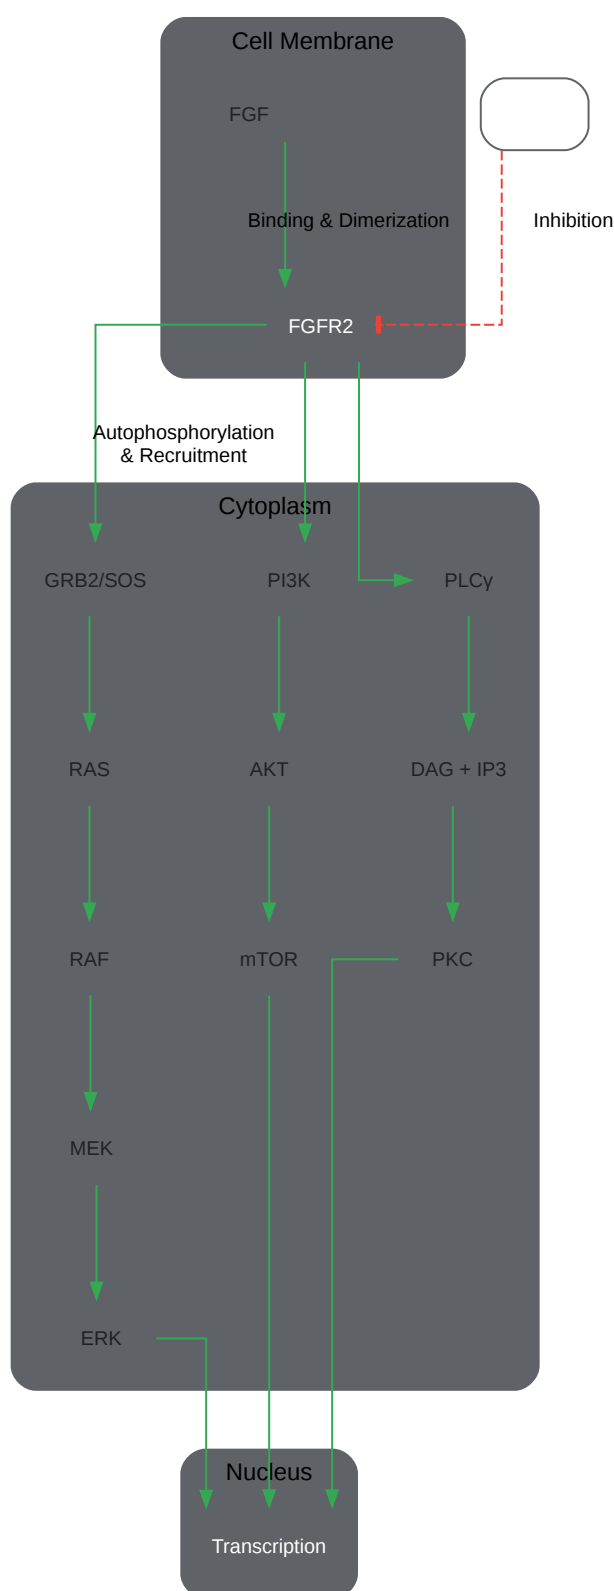 Cell Membrane
FGF
Binding & Dimerization
Inhibition
FGFR2
Autophosphorylation
& Recruitment
Cytoplasm
GRB2/SOS
PI3K
PLCγ
RAS
AKT
DAG + IP3
RAF
mTOR
PKC
MEK
ERK
Nucleus
Transcription